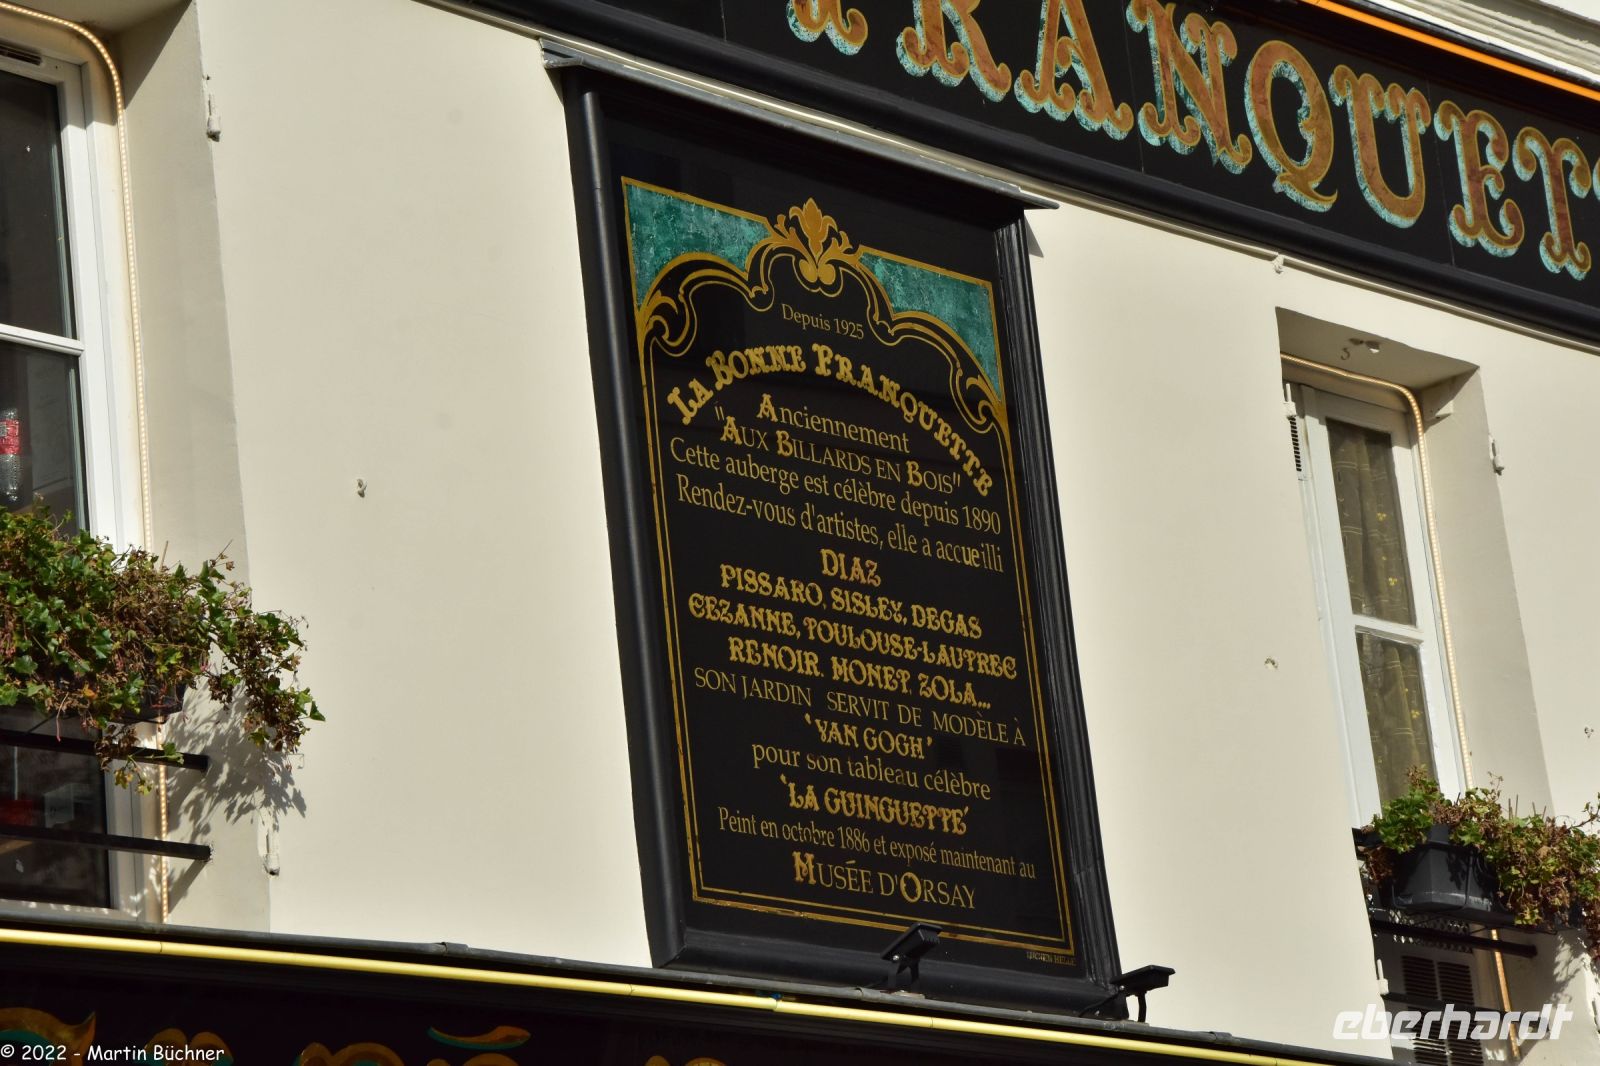 FRANQUET
Depuis 1925
LA BONNE FRANQUETTE
Anciennement
"AUX BILLARDS EN BOIS"
Cette auberge est célèbre depuis 1890
Rendez-vous d'artistes, elle a accueilli
DIAZ
PISSARO, SISLEY, DEGAS
CEZANNE, TOULOUSE-LAUTREC
RENOIR, MONET, ZOLA...
SON JARDIN SERVIT DE MODÈLE À
'VAN GOGH'
pour son tableau célèbre
'LA GUINGUETTE'
Peint en octobre 1886 et exposé maintenant au
MUSÉE D'ORSAY
LUCIEN HELLE
eberhardt
© 2022 - Martin Büchner